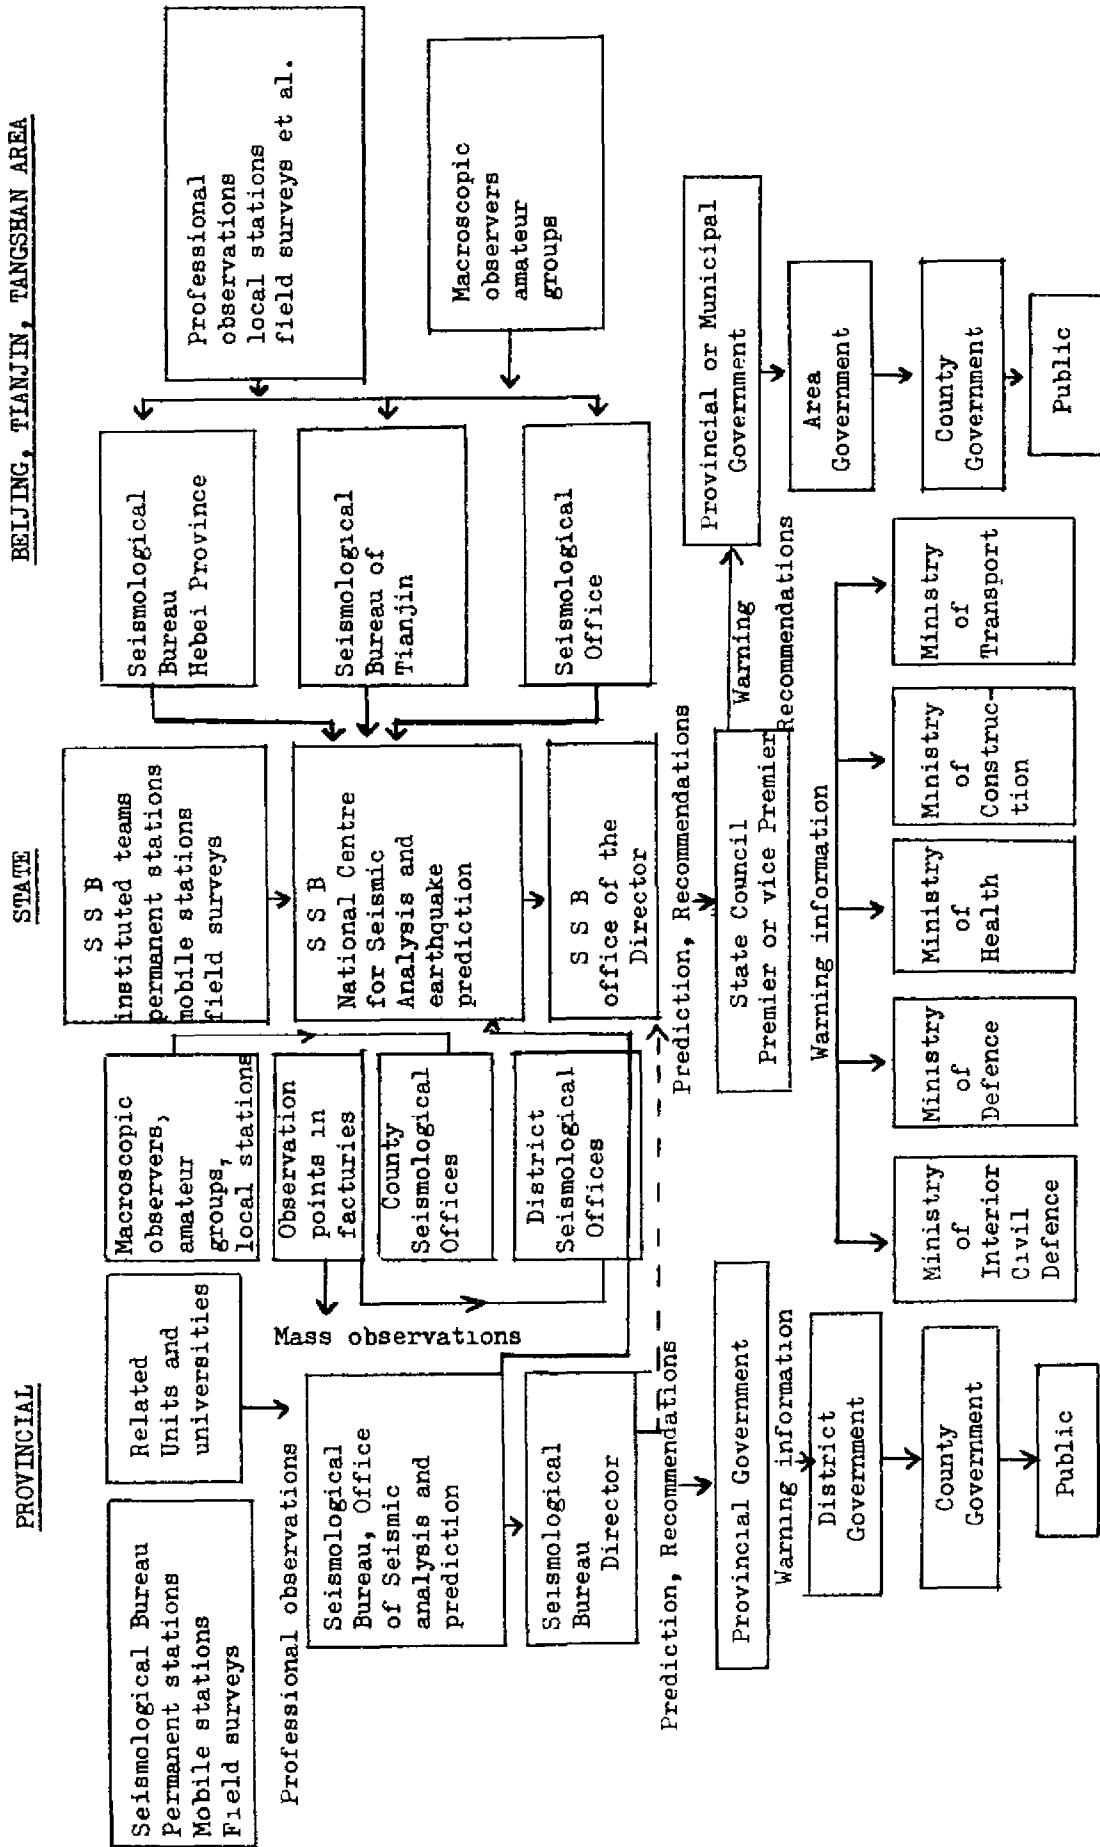 PROVINCIAL
STATE
BEIJING, TIANJIN, TANGSHAN AREA
Seismological Bureau
Permanent stations
Mobile stations
Field surveys
Related
Units and
universities
Professional observations
Seismological
Bureau, Office
of Seismic
analysis and
prediction
Seismological
Bureau
Director
Prediction, Recommendations
Provincial Government
Warning information
District
Government
County
Government
Public
Macroscopic
observers,
amateur
groups,
local stations
Observation
points in
facturies
County
Seismological
Offices
District
Seismological
Offices
Mass observations
S S B
instituted teams
permanent stations
mobile stations
field surveys
S S B
National Centre
for Seismic
Analysis and
earthquake
prediction
S S B
office of the
Director
Prediction, Recommendations
State Council
Premier or vice Premier
Warning
Recommendations
Warning information
Ministry
of
Interior
Civil
Defence
Ministry
of
Defence
Ministry
of
Health
Ministry
of
Construc-
tion
Ministry
of
Transport
Seismological
Bureau
Hebei Province
Seismological
Bureau of
Tianjin
Seismological
Office
Professional
observations
local stations
field surveys et al.
Macroscopic
observers
amateur
groups
Provincial or Municipal
Government
Area
Government
County
Government
Public